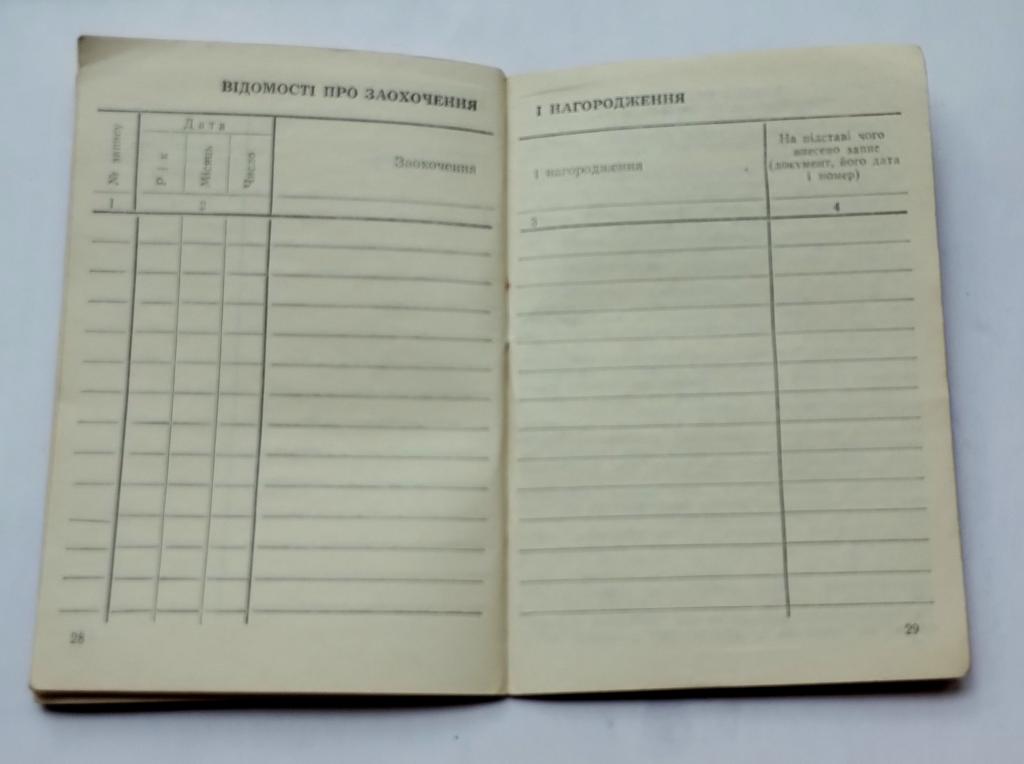 ВІДОМОСТІ ПРО ЗАОХОЧЕННЯ
№ запису
Дата
Рік
Місяць
Число
Заохочення
1
2
28
І НАГОРОДЖЕННЯ
і нагородження
На підставі чого
внесено запис
(документ, його дата
і номер)
3
4
29